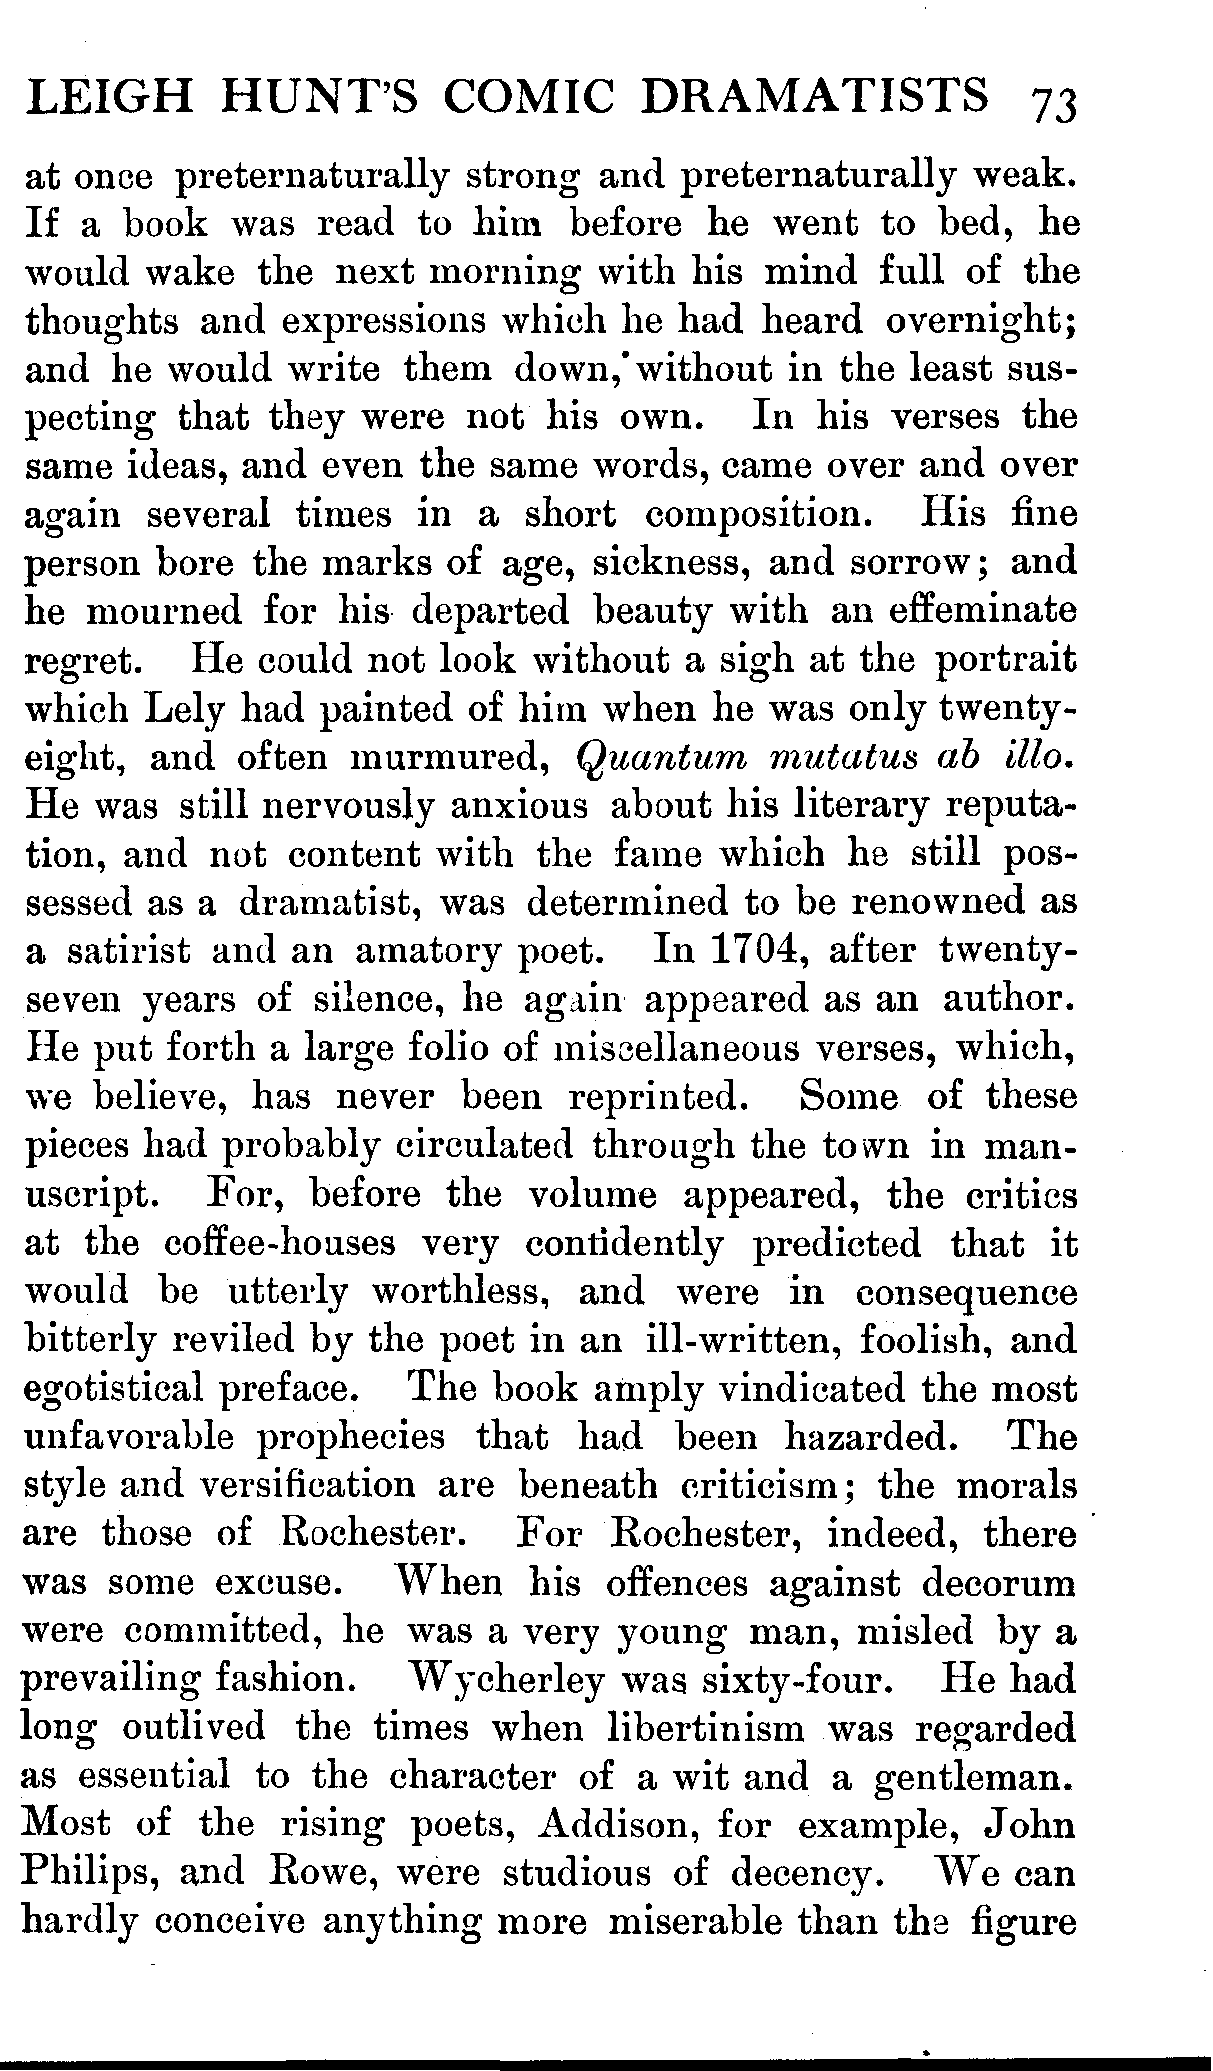 LEIGH HUNT'S COMIC DRAMATISTS 73
at once preternaturally strong and preternaturally weak.
If a book was read to him before he went to bed, he
would wake the next morning with his mind full of the
thoughts and expressions which he had heard overnight;
and he would write them down, without in the least sus-
pecting that they were not his own. In his verses the
same ideas, and even the same words, came over and over
again several times in a short composition. His fine
person bore the marks of age, sickness, and sorrow; and
he mourned for his departed beauty with an effeminate
regret. He could not look without a sigh at the portrait
which Lely had painted of him when he was only twenty-
eight, and often murmured, Quantum mutatus ab illo.
He was still nervously anxious about his literary reputa-
tion, and not content with the fame which he still pos-
sessed as a dramatist, was determined to be renowned as
a satirist and an amatory poet. In 1704, after twenty-
seven years of silence, he again appeared as an author.
He put forth a large folio of miscellaneous verses, which,
we believe, has never been reprinted. Some of these
pieces had probably circulated through the town in man-
uscript. For, before the volume appeared, the critics
at the coffee-houses very confidently predicted that it
would be utterly worthless, and were in consequence
bitterly reviled by the poet in an ill-written, foolish, and
egotistical preface. The book amply vindicated the most
unfavorable prophecies that had been hazarded. The
style and versification are beneath criticism; the morals
are those of Rochester. For Rochester, indeed, there
was some excuse. When his offences against decorum
were committed, he was a very young man, misled by a
prevailing fashion. Wycherley was sixty-four. He had
long outlived the times when libertinism was regarded
as essential to the character of a wit and a gentleman.
Most of the rising poets, Addison, for example, John
Philips, and Rowe, were studious of decency. We can
hardly conceive anything more miserable than the figure